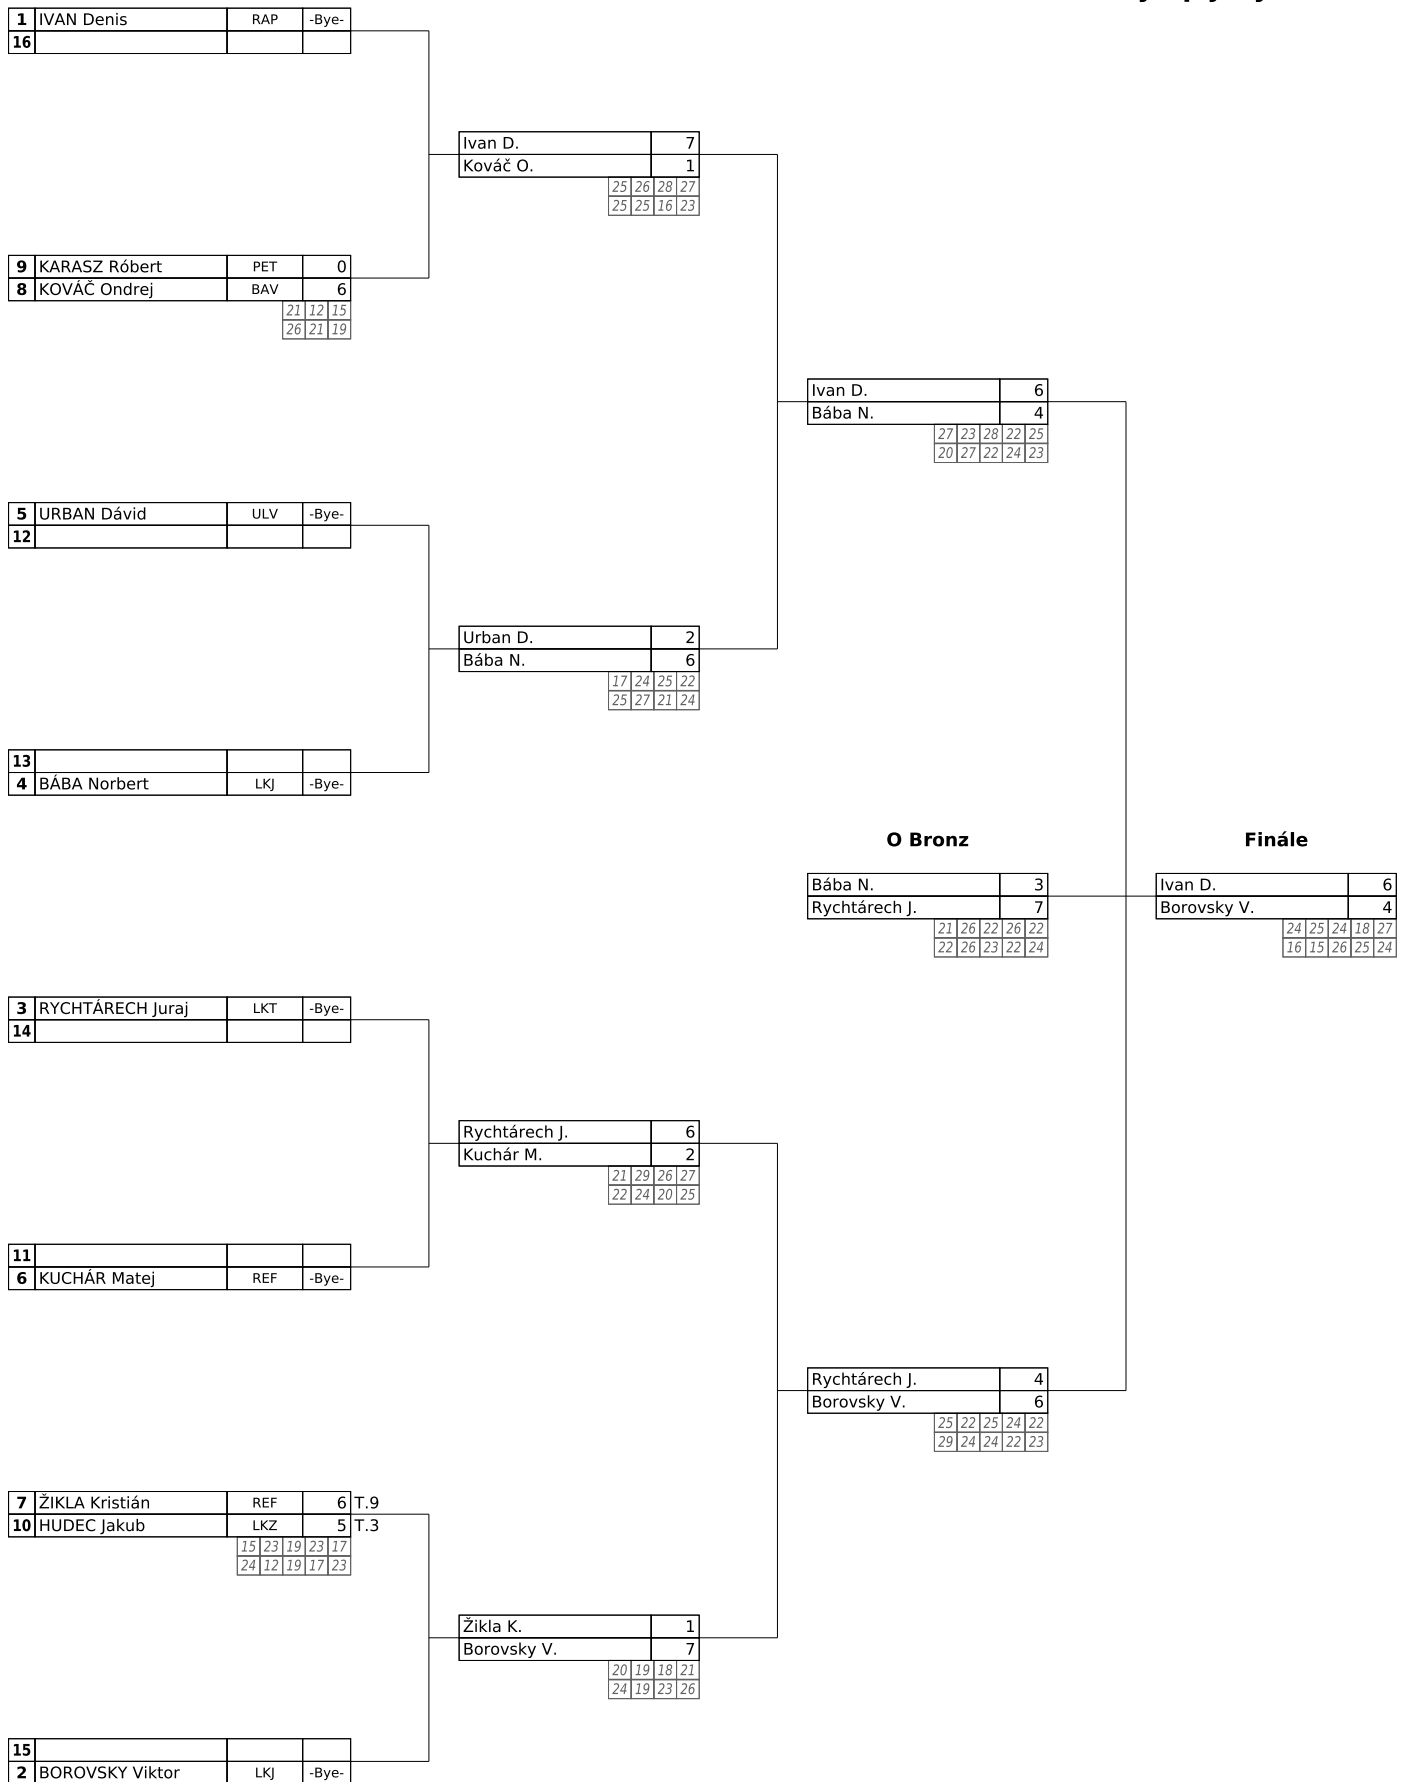 1 IVAN Denis RAP -Bye-
16
Ivan D. 7
Kováč O. 1
25 26 28 27
25 25 16 23
9 KARASZ Róbert PET 0
8 KOVÁČ Ondrej BAV 6
21 12 15
26 21 19
Ivan D. 6
Bába N. 4
27 23 28 22 25
20 27 22 24 23
5 URBAN Dávid ULV -Bye-
12
Urban D. 2
Bába N. 6
17 24 25 22
25 27 21 24
13
4 BÁBA Norbert LKJ -Bye-
O Bronz Finále
Bába N. 3 Ivan D. 6
Rychtárech J. 7 Borovsky V. 4
21 26 22 26 22 24 25 24 18 27
22 26 23 22 24 16 15 26 25 24
3 RYCHTÁRECH Juraj LKT -Bye-
14
Rychtárech J. 6
Kuchár M. 2
21 29 26 27
22 24 20 25
11
6 KUCHÁR Matej REF -Bye-
Rychtárech J. 4
Borovsky V. 6
25 22 25 24 22
29 24 24 22 23
7 ŽIKLA Kristián REF 6 T.9
10 HUDEC Jakub LKZ 5 T.3
15 23 19 23 17
24 12 19 17 23
Žikla K. 1
Borovsky V. 7
20 19 18 21
24 19 23 26
15
2 BOROVSKY Viktor LKJ -Bye-